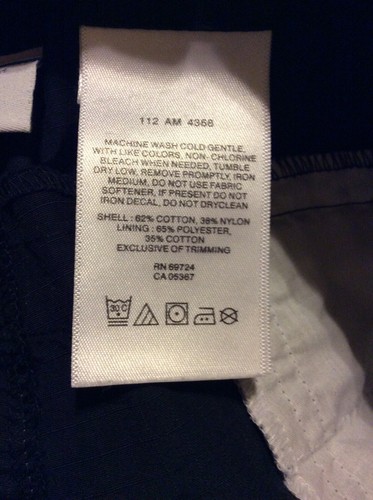 112 AM 4358
MACHINE WASH COLD GENTLE,
WITH LIKE COLORS, NON- CHLORINE
BLEACH WHEN NEEDED, TUMBLE
DRY LOW, REMOVE PROMPTLY, IRON
MEDIUM, DO NOT USE FABRIC
SOFTENER, IF PRESENT DO NOT
IRON DECAL, DO NOT DRYCLEAN
SHELL : 62% COTTON, 38% NYLON
LINING : 65% POLYESTER,
35% COTTON
EXCLUSIVE OF TRIMMING
RN 69724
CA 05367
30 C